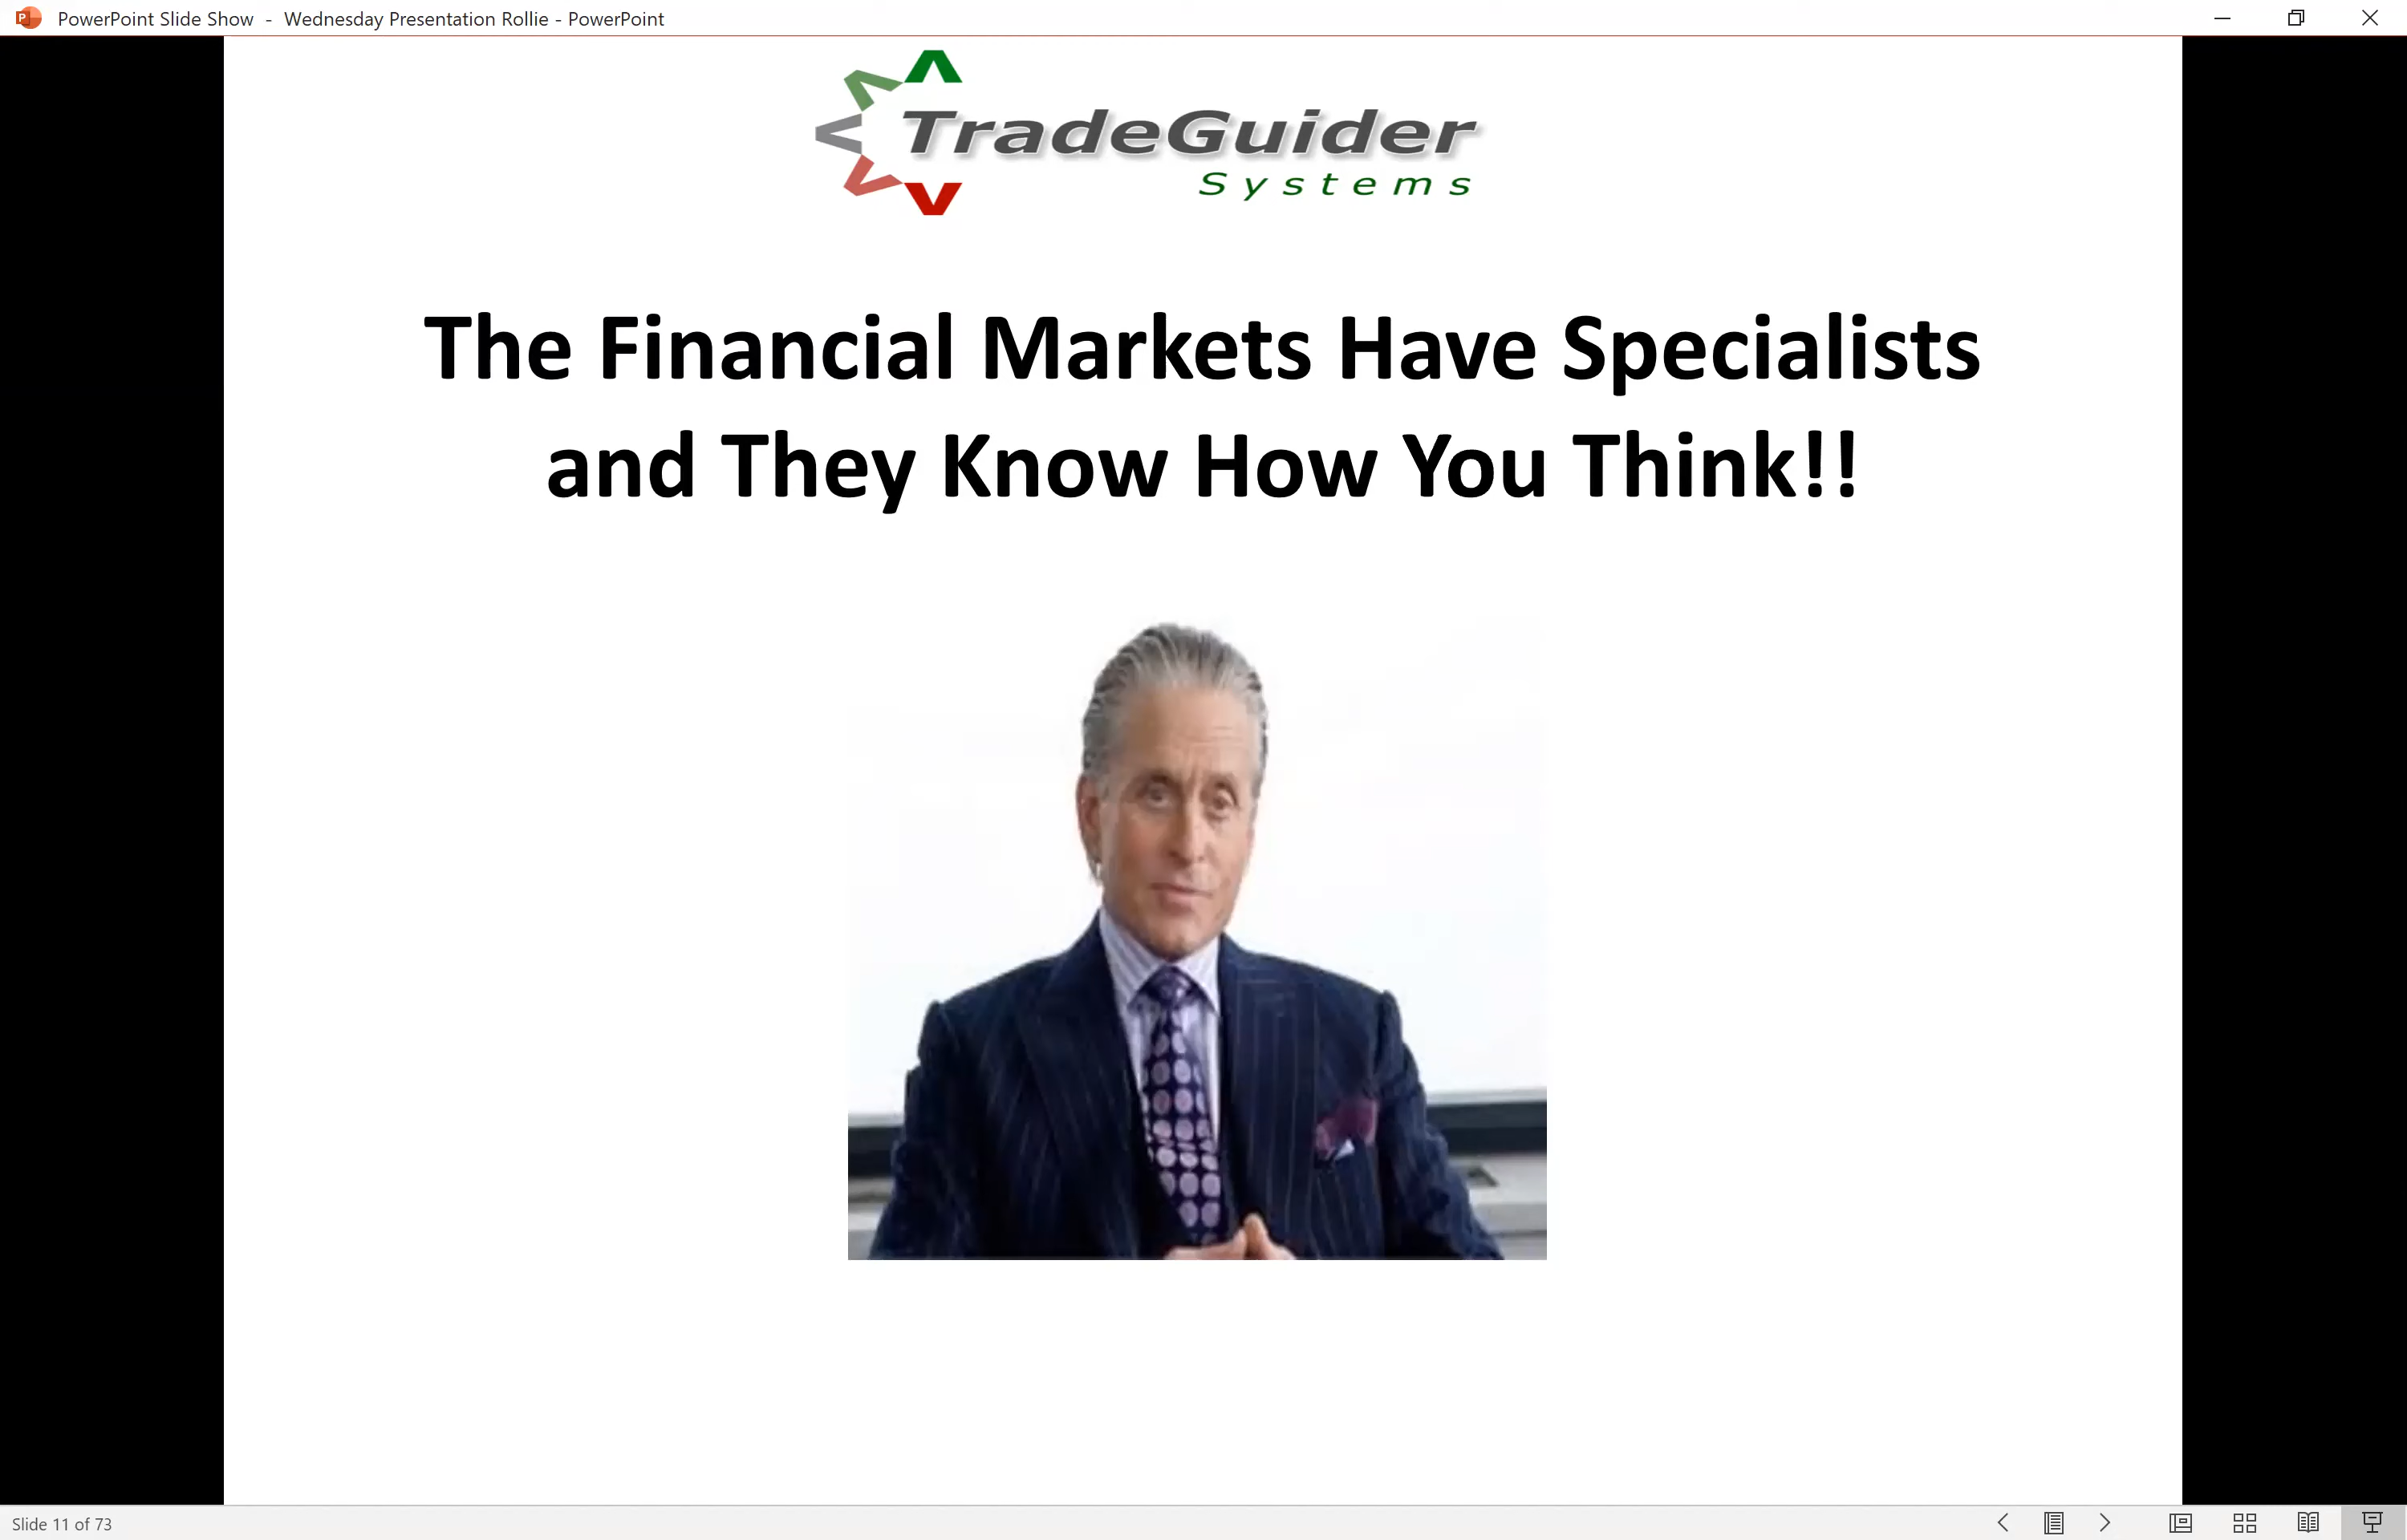 PowerPoint Slide Show - Wednesday Presentation Rollie - PowerPoint
TradeGuider
Systems
The Financial Markets Have Specialists
and They Know How You Think!!
Slide 11 of 73